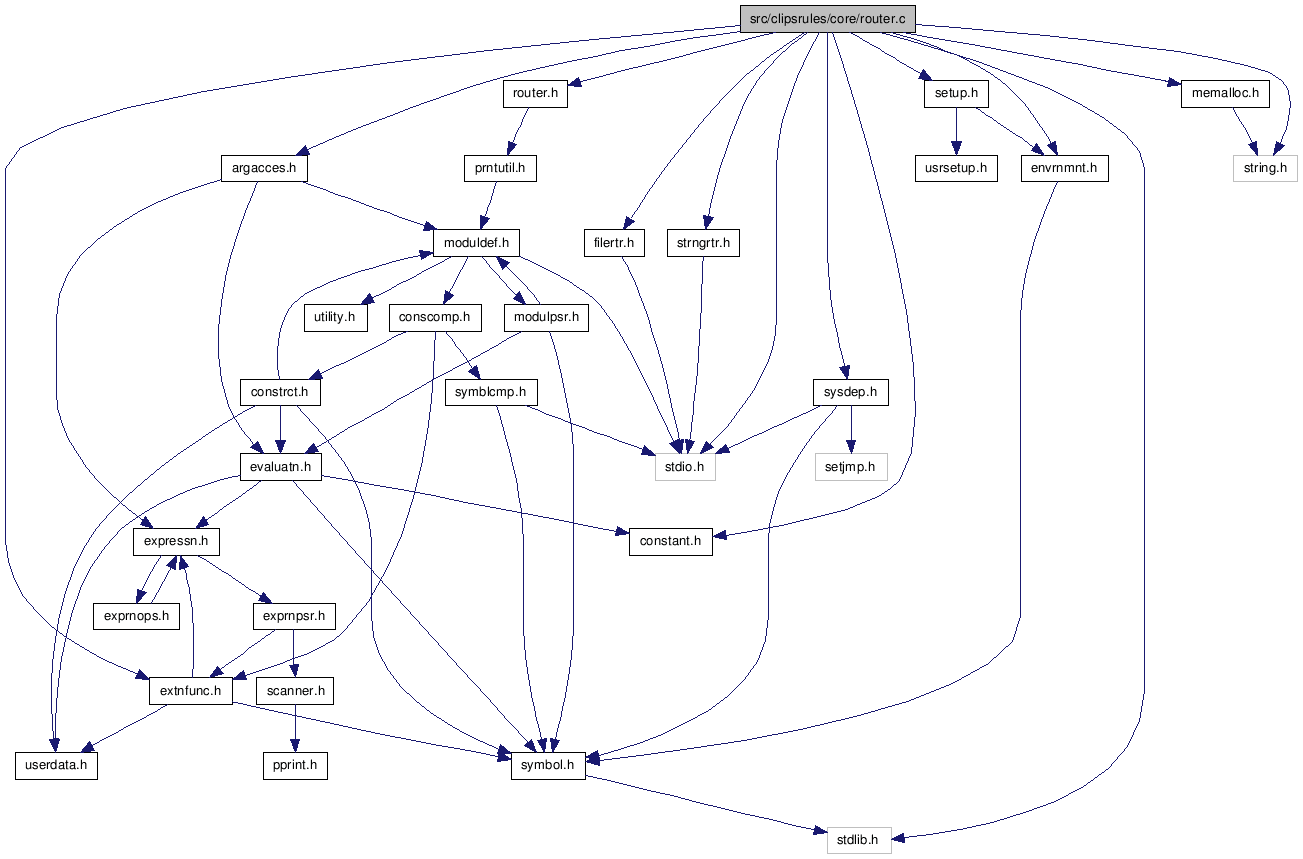 src/clipsrules/core/router.c
router.h
setup.h
memalloc.h
argacces.h
prntutil.h
usrsetup.h
envrnmnt.h
string.h
moduldef.h
filertr.h
strngrtr.h
utility.h
conscomp.h
modulpsr.h
constrct.h
symblcmp.h
sysdep.h
evaluatn.h
stdio.h
setjmp.h
expressn.h
constant.h
exprnops.h
exprnpsr.h
extnfunc.h
scanner.h
userdata.h
pprint.h
symbol.h
stdlib.h